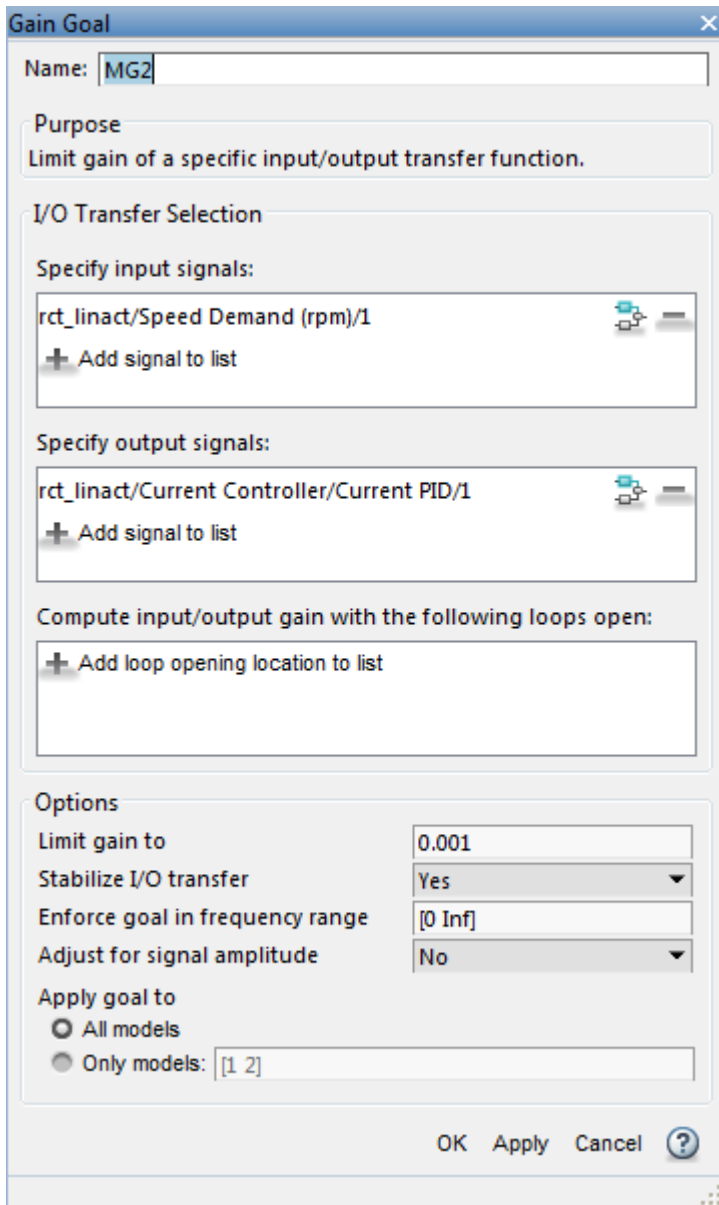 Gain Goal
Name: MG2
Purpose
Limit gain of a specific input/output transfer function.
I/O Transfer Selection
Specify input signals:
rct_linact/Speed Demand (rpm)/1
Add signal to list
Specify output signals:
rct_linact/Current Controller/Current PID/1
Add signal to list
Compute input/output gain with the following loops open:
Add loop opening location to list
Options
Limit gain to 0.001
Stabilize I/O transfer Yes
Enforce goal in frequency range [0 Inf]
Adjust for signal amplitude No
Apply goal to
All models
Only models: [1 2]
OK Apply Cancel ?